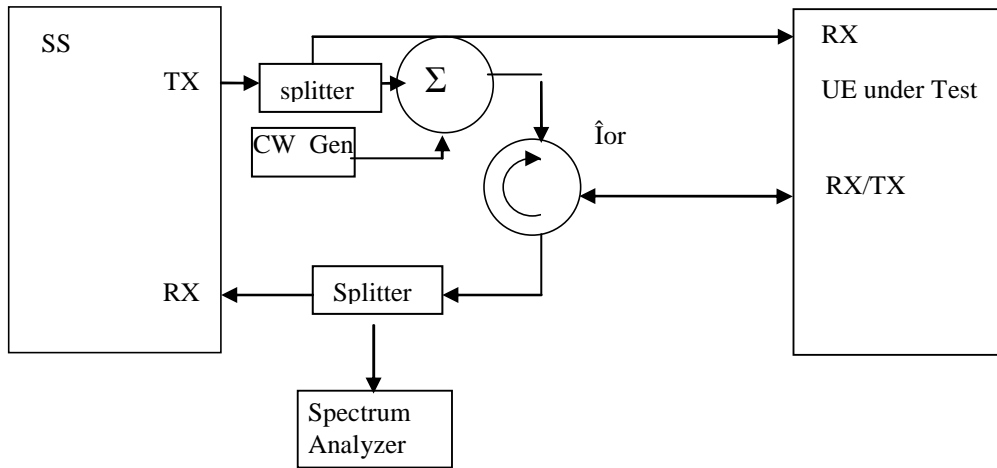 SS
RX
TX
splitter
Σ
UE under Test
CW Gen
Îor
RX/TX
RX
Splitter
Spectrum
Analyzer